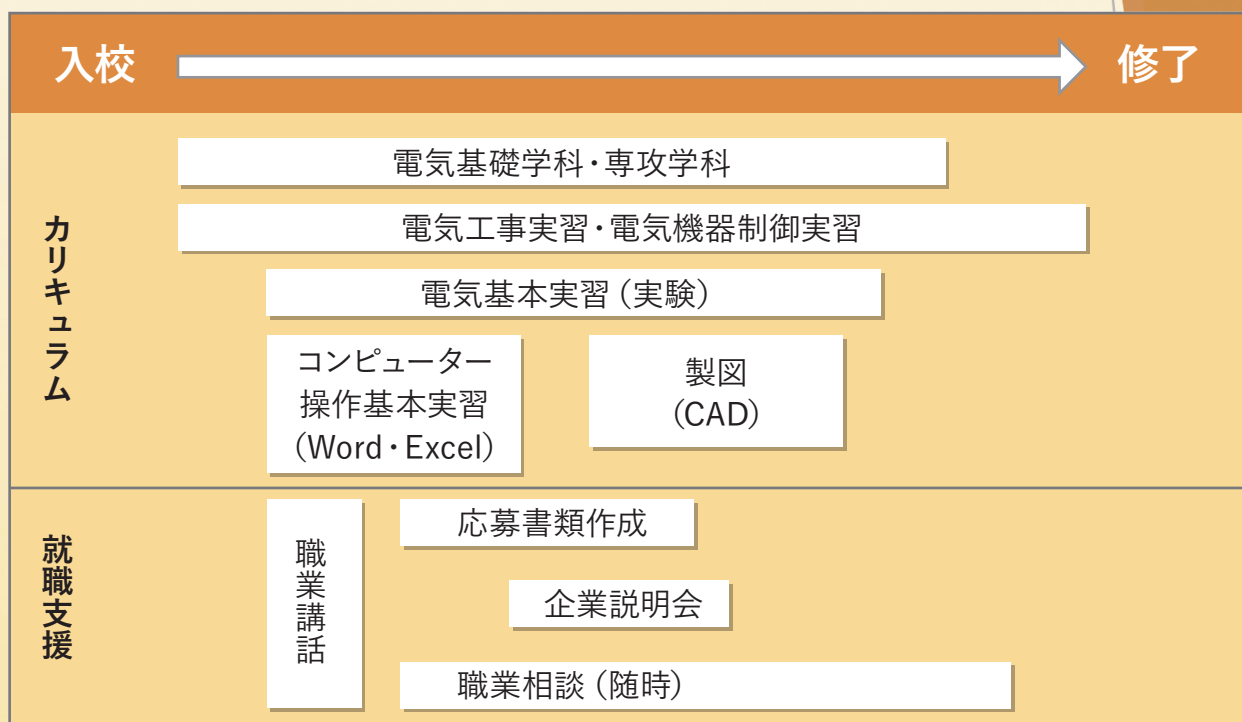 入校
修了
カリキュラム
電気基礎学科・専攻学科
電気工事実習・電気機器制御実習
電気基本実習（実験）
コンピューター
操作基本実習
（Word・Excel）
製図
（CAD）
就職支援
職業講話
応募書類作成
企業説明会
職業相談（随時）